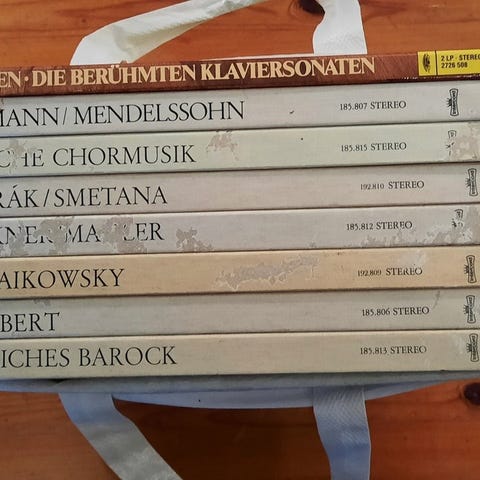 EN · DIE BERÜHMTEN KLAVIERSONATEN 2 LP · STEREO
2726 508
MANN/MENDELSSOHN 185.807 STEREO
CHE CHORMUSIK 185.815 STEREO
RÁK/SMETANA 192.810 STEREO
KNER/MAHLER 185.812 STEREO
AIKOWSKY 192.809 STEREO
BERT 185.806 STEREO
ICHES BAROCK 185.813 STEREO